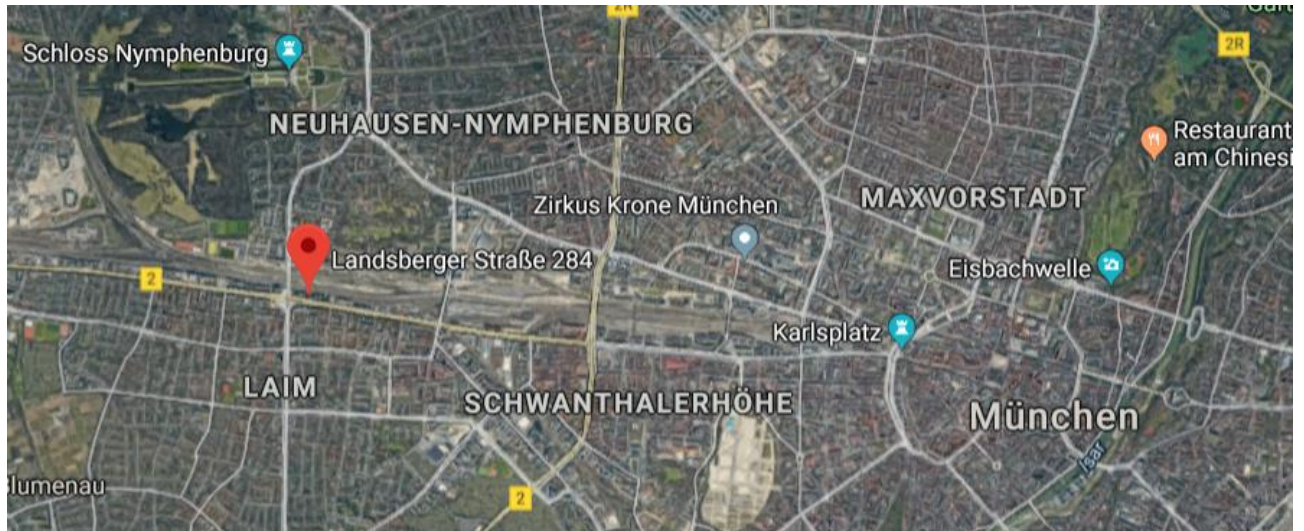 2R
Gart
Schloss Nymphenburg
2R
NEUHAUSEN-NYMPHENBURG
Restaurant
am Chinesi
MAXVORSTADT
Zirkus Krone München
Landsberger Straße 284
2
Eisbachwelle
Karlsplatz
LAIM
SCHWANTHALERHÖHE
München
Isar
lumenau
2